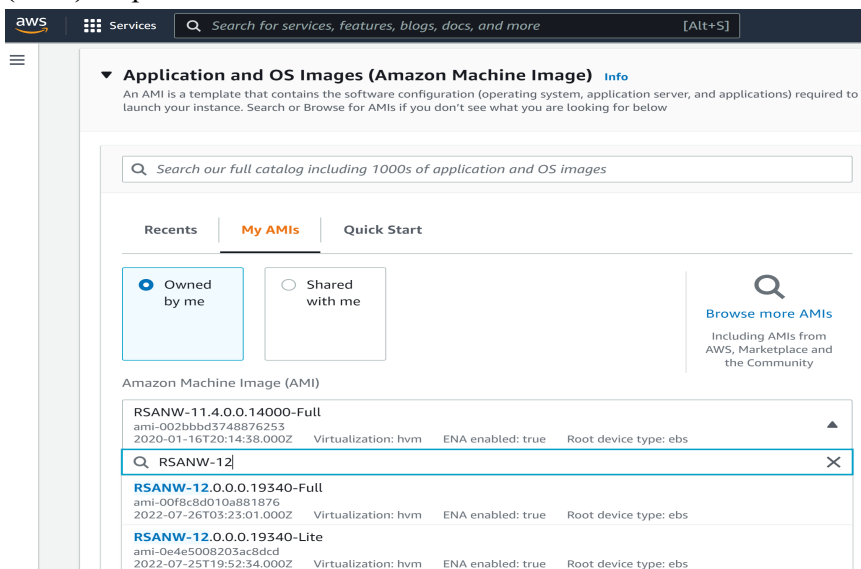 aws
Services
Search for services, features, blogs, docs, and more
[Alt+S]
Application and OS Images (Amazon Machine Image) Info
An AMI is a template that contains the software configuration (operating system, application server, and applications) required to
launch your instance. Search or Browse for AMIs if you don't see what you are looking for below
Search our full catalog including 1000s of application and OS images
Recents
My AMIs
Quick Start
Owned
by me
Shared
with me
Browse more AMIs
Including AMIs from
AWS, Marketplace and
the Community
Amazon Machine Image (AMI)
RSANW-11.4.0.0.14000-Full
ami-002bbbd3748876253
2020-01-16T20:14:38.000Z Virtualization: hvm ENA enabled: true Root device type: ebs
RSANW-12
RSANW-12.0.0.0.19340-Full
ami-00f8c8d010a881876
2022-07-26T03:23:01.000Z Virtualization: hvm ENA enabled: true Root device type: ebs
RSANW-12.0.0.0.19340-Lite
ami-0e4e5008203ac8dcd
2022-07-25T19:52:34.000Z Virtualization: hvm ENA enabled: true Root device type: ebs